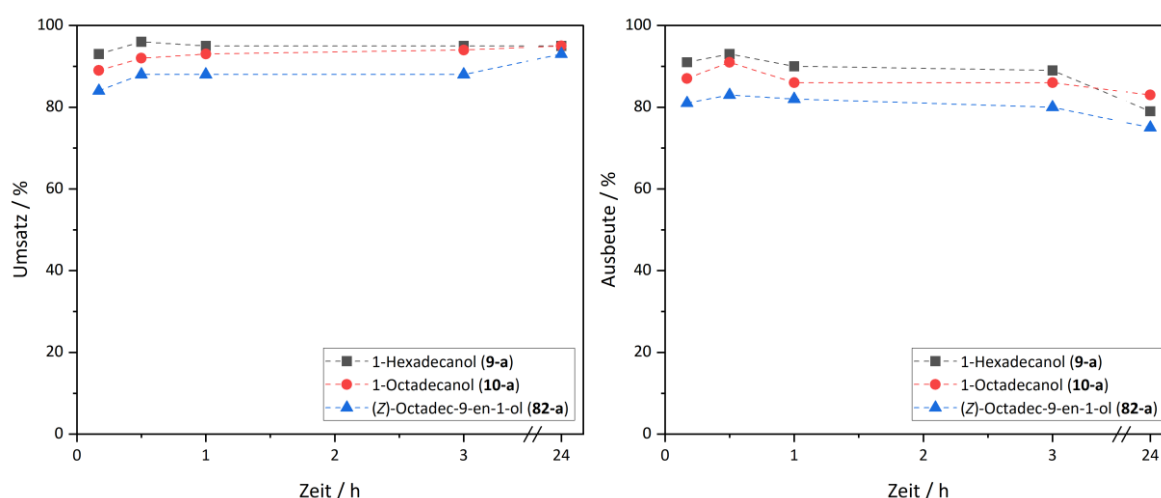 100
80
60
40
20
0
Umsatz / %
1-Hexadecanol (9-a)
1-Octadecanol (10-a)
(Z)-Octadec-9-en-1-ol (82-a)
0 1 2 3 24
Zeit / h
100
80
60
40
20
0
Ausbeute / %
1-Hexadecanol (9-a)
1-Octadecanol (10-a)
(Z)-Octadec-9-en-1-ol (82-a)
0 1 2 3 24
Zeit / h